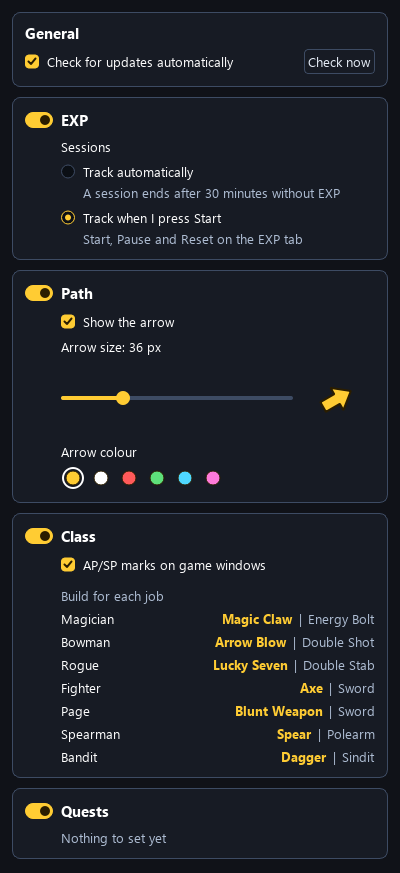 General
Check for updates automatically
Check now
EXP
Sessions
Track automatically
A session ends after 30 minutes without EXP
Track when I press Start
Start, Pause and Reset on the EXP tab
Path
Show the arrow
Arrow size: 36 px
Arrow colour
Class
AP/SP marks on game windows
Build for each job
Magician Magic Claw | Energy Bolt
Bowman Arrow Blow | Double Shot
Rogue Lucky Seven | Double Stab
Fighter Axe | Sword
Page Blunt Weapon | Sword
Spearman Spear | Polearm
Bandit Dagger | Sindit
Quests
Nothing to set yet